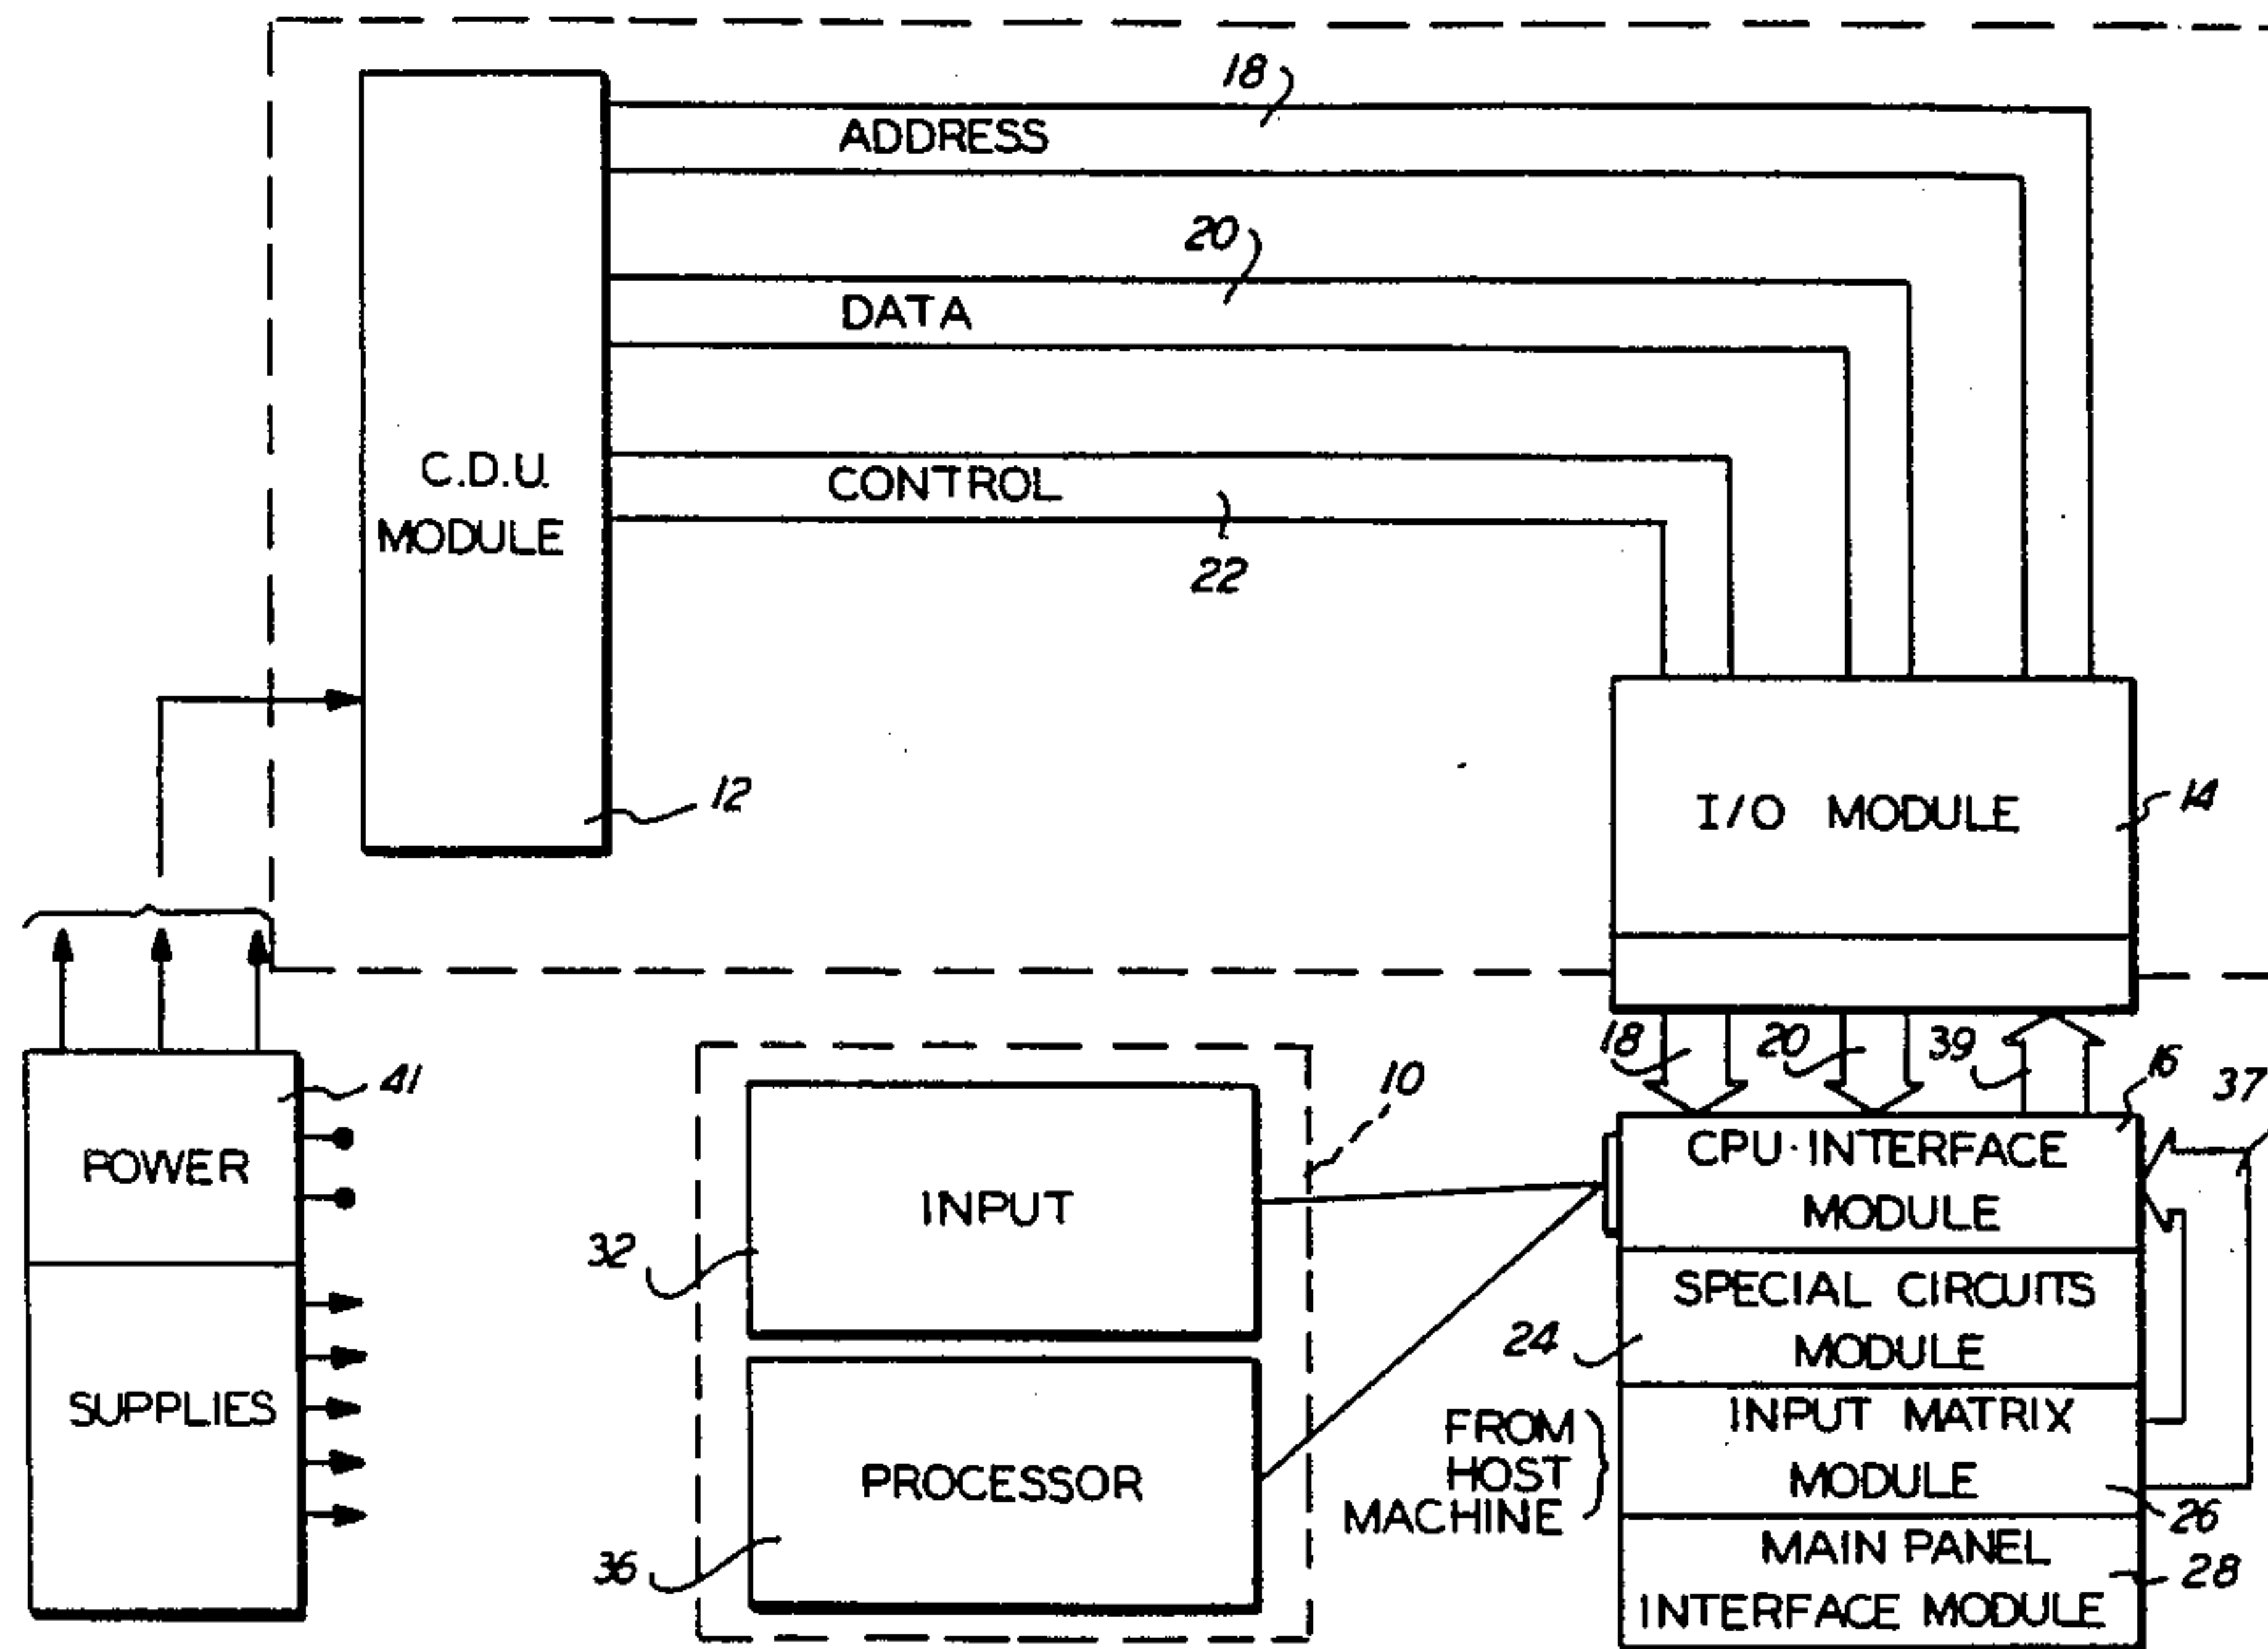 18
ADDRESS
20
DATA
C.D.U.
MODULE
CONTROL
22
12
I/O MODULE
14
18
20
39
16
37
41
POWER
SUPPLIES
10
INPUT
32
PROCESSOR
36
CPU-INTERFACE
MODULE
SPECIAL CIRCUITS
MODULE
24
FROM
HOST
MACHINE
INPUT MATRIX
MODULE
26
MAIN PANEL
INTERFACE MODULE
28